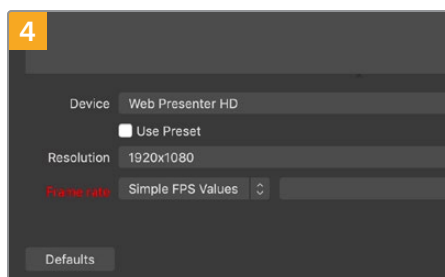 4
Device Web Presenter HD
Use Preset
Resolution 1920x1080
Frame rate Simple FPS Values
Defaults